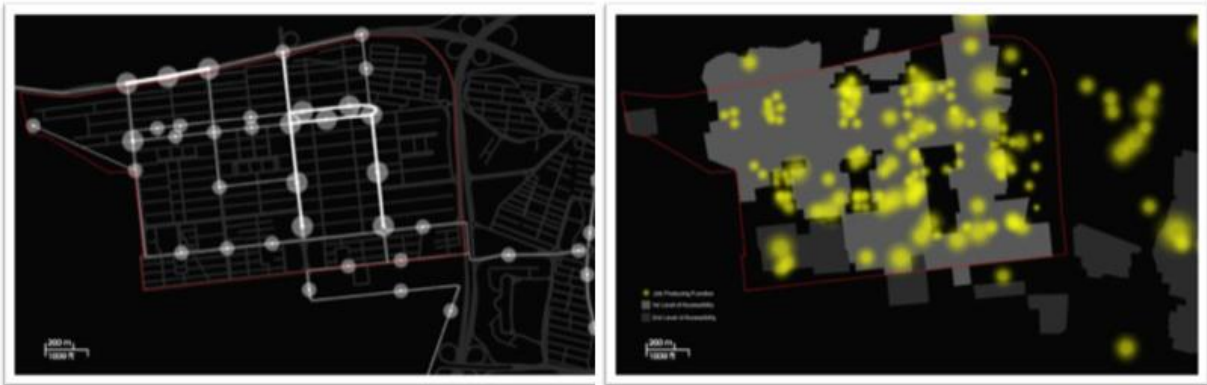 200 m
1000 ft
Job Producing Function
1st Level of Accessibility
2nd Level of Accessibility
200 m
1000 ft